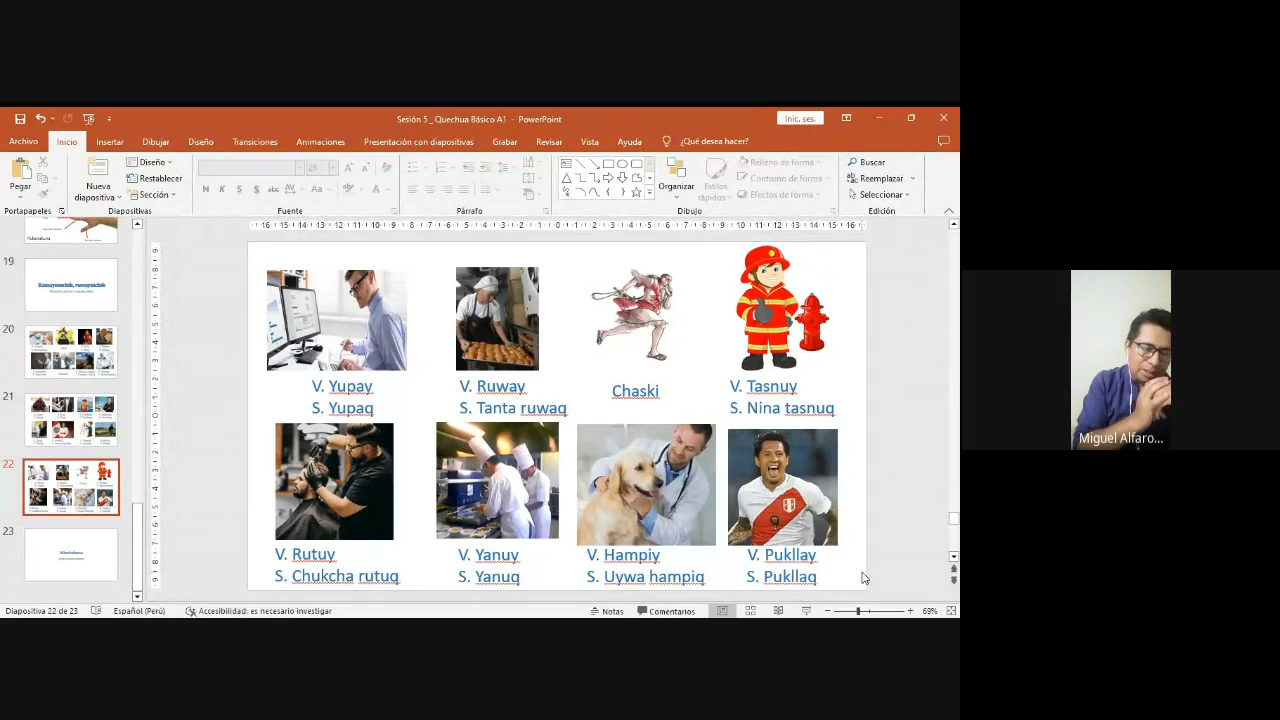 Sesión 5_ Quechua Básico A1 - PowerPoint
Inic. ses.
Archivo Inicio Insertar Dibujar Diseño Transiciones Animaciones Presentación con diapositivas Grabar Revisar Vista Ayuda ¿Qué desea hacer?
Pegar
Nueva diapositiva
Diseño
Restablecer
Sección
Organizar
Estilos rápidos
Relleno de forma
Contorno de forma
Efectos de forma
Buscar
Reemplazar
Seleccionar
Portapapeles Diapositivas Fuente Párrafo Dibujo Edición
19
20
21
22
23
V. Yupay
S. Yupaq
V. Ruway
S. Tanta ruwaq
Chaski
V. Tasnuy
S. Nina tasnuq
V. Rutuy
S. Chukcha rutuq
V. Yanuy
S. Yanuq
V. Hampiy
S. Uywa hampiq
V. Pukllay
S. Pukllaq
Miguel Alfaro...
Diapositiva 22 de 23 Español (Perú) Accesibilidad: es necesario investigar Notas Comentarios 69%